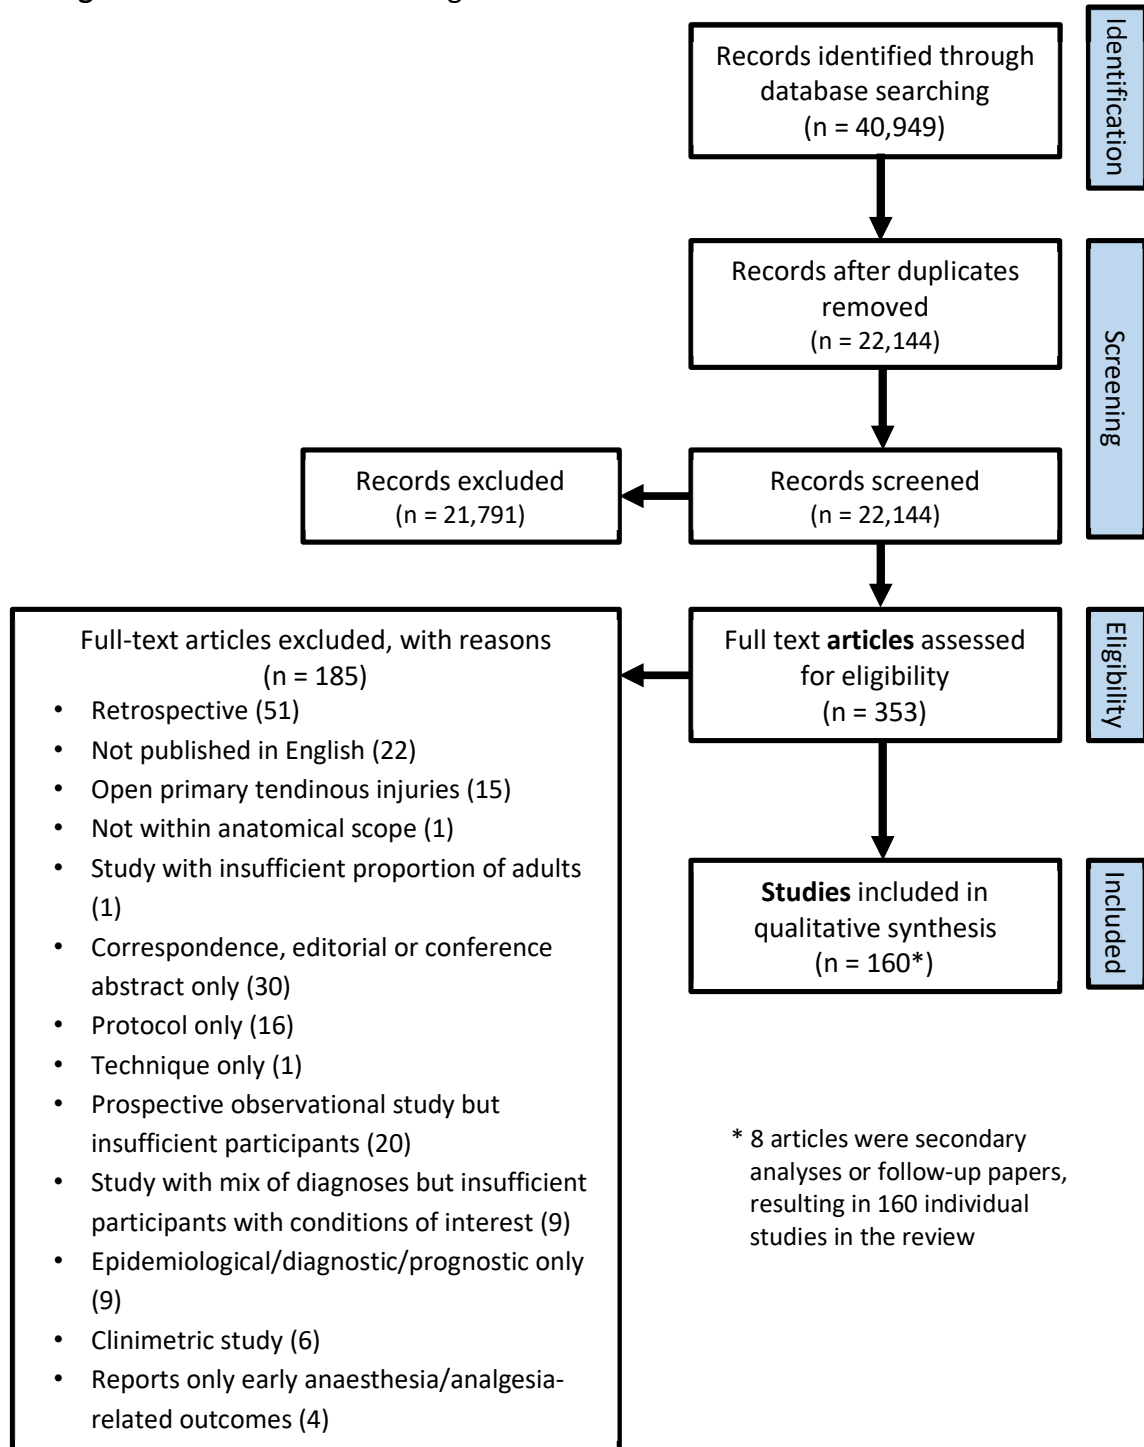 Records identified through
database searching
(n = 40,949)
Identification
Records after duplicates
removed
(n = 22,144)
Screening
Records excluded
(n = 21,791)
Records screened
(n = 22,144)
Full-text articles excluded, with reasons
(n = 185)
• Retrospective (51)
• Not published in English (22)
• Open primary tendinous injuries (15)
• Not within anatomical scope (1)
• Study with insufficient proportion of adults
(1)
• Correspondence, editorial or conference
abstract only (30)
• Protocol only (16)
• Technique only (1)
• Prospective observational study but
insufficient participants (20)
• Study with mix of diagnoses but insufficient
participants with conditions of interest (9)
• Epidemiological/diagnostic/prognostic only
(9)
• Clinimetric study (6)
• Reports only early anaesthesia/analgesia-
related outcomes (4)
Full text articles assessed
for eligibility
(n = 353)
Eligibility
Studies included in
qualitative synthesis
(n = 160*)
Included
* 8 articles were secondary
analyses or follow-up papers,
resulting in 160 individual
studies in the review